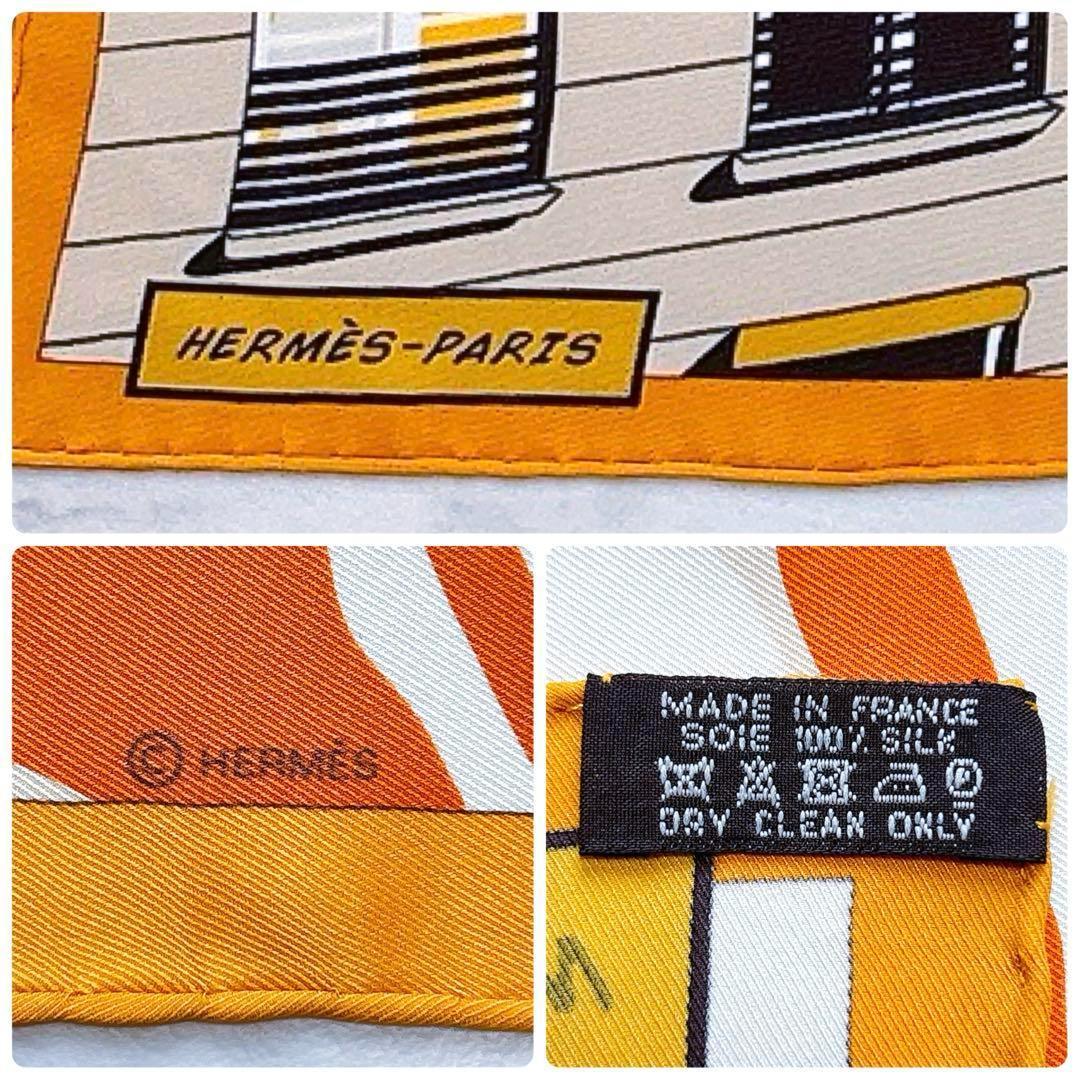 HERMÈS-PARIS
© HERMÈS
MADE IN FRANCE
SOIE 100% SILK
DRY CLEAN ONLY